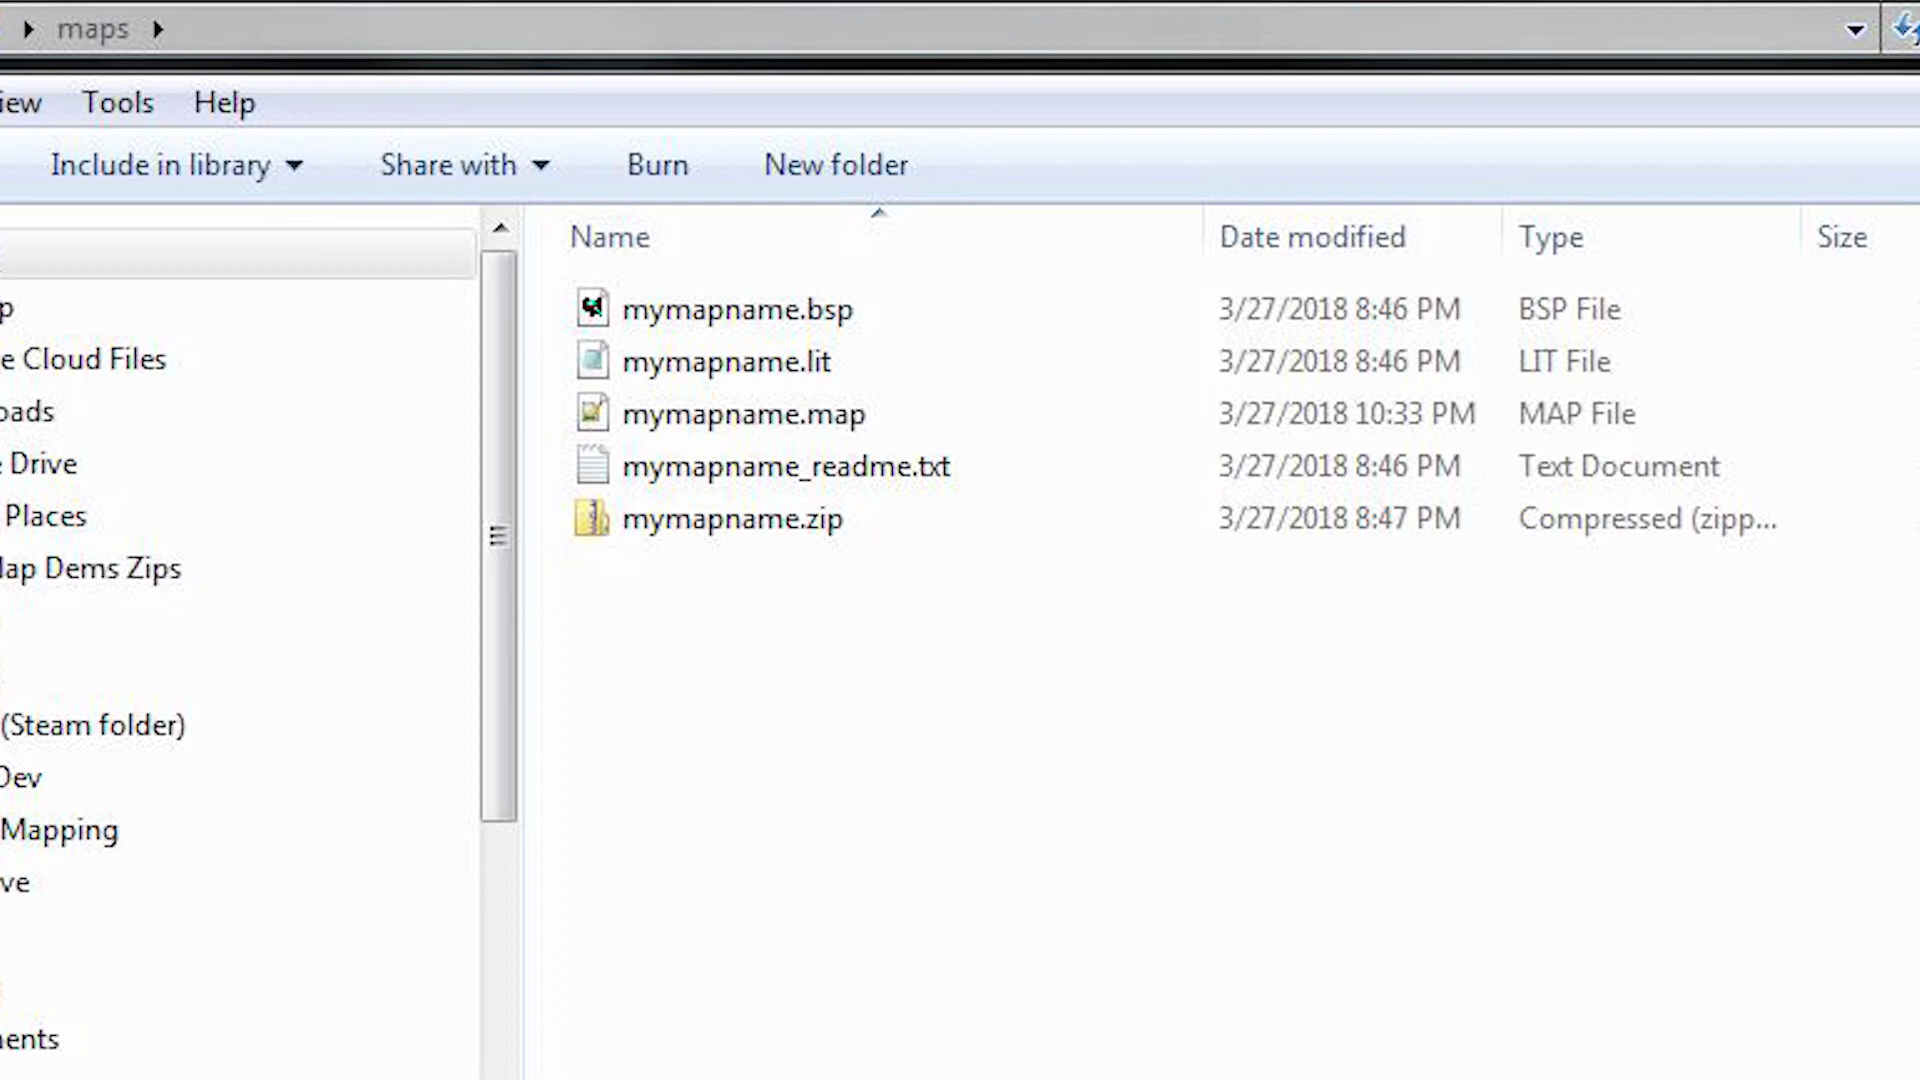 maps
iew Tools Help
Include in library Share with Burn New folder
Name Date modified Type Size
mymapname.bsp 3/27/2018 8:46 PM BSP File
mymapname.lit 3/27/2018 8:46 PM LIT File
mymapname.map 3/27/2018 10:33 PM MAP File
mymapname_readme.txt 3/27/2018 8:46 PM Text Document
mymapname.zip 3/27/2018 8:47 PM Compressed (zipp...
p
e Cloud Files
oads
Drive
Places
ap Dems Zips
(Steam folder)
Dev
Mapping
ve
ents